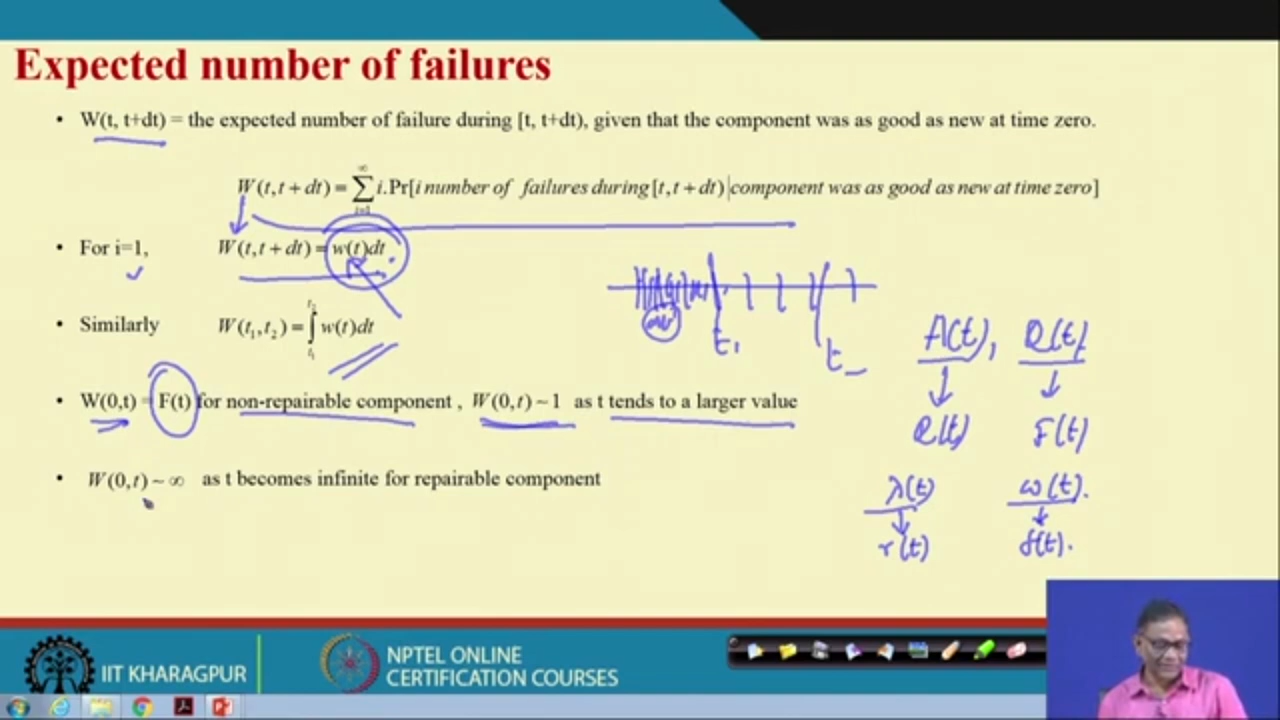 Expected number of failures
• W(t, t+dt) = the expected number of failure during [t, t+dt), given that the component was as good as new at time zero.
W(t,t+dt) = ∑_{i=1}^{∞} i.Pr[i number of failures during [t,t+dt) | component was as good as new at time zero]
• For i=1, W(t,t+dt) = w(t)dt
• Similarly W(t₁,t₂) = ∫_{t₁}^{t₂} w(t)dt
t₁ t
A(t), Q(t)
• W(0,t) = F(t) for non-repairable component , W(0,t) ~ 1 as t tends to a larger value
R(t) F(t)
• W(0,t) ~ ∞ as t becomes infinite for repairable component
λ(t) ω(t).
r(t) f(t).
IIT KHARAGPUR
NPTEL ONLINE
CERTIFICATION COURSES